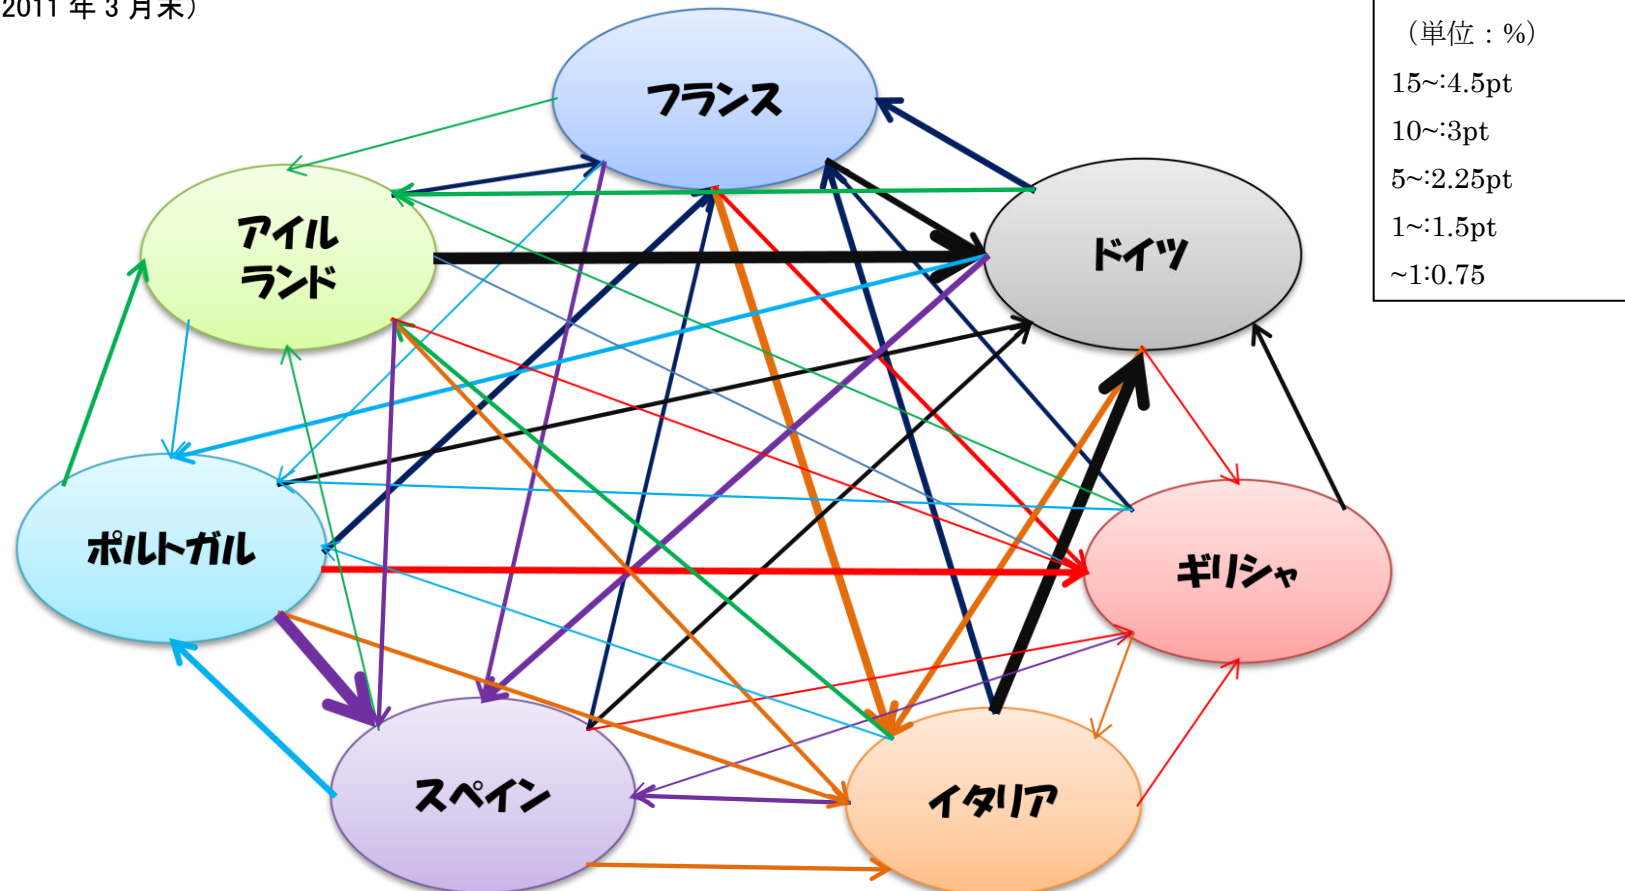 2011 年 3 月末）
（単位：%）
15~:4.5pt
10~:3pt
5~:2.25pt
1~:1.5pt
~1:0.75
フランス
アイル
ランド
ドイツ
ポルトガル
ギリシャ
スペイン
イタリア